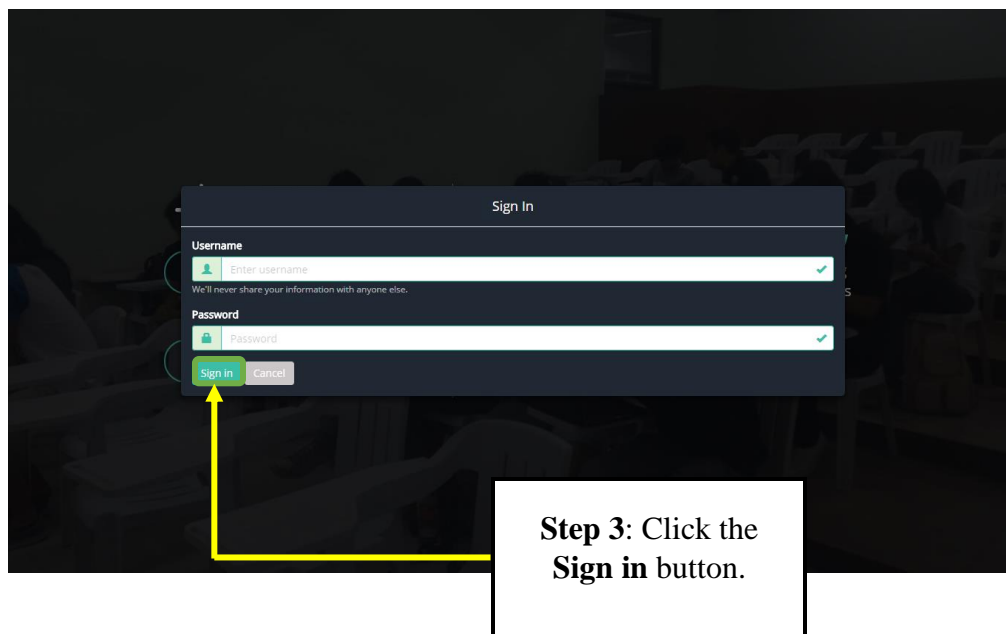 Sign In
Username
Enter username
We'll never share your information with anyone else.
Password
Password
Sign in Cancel
Step 3: Click the
Sign in button.